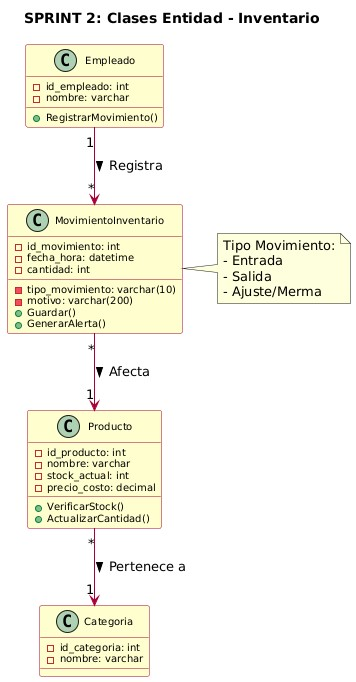 SPRINT 2: Clases Entidad - Inventario
C Empleado
id_empleado: int
nombre: varchar
RegistrarMovimiento()
1
Registra
*
C MovimientoInventario
id_movimiento: int
fecha_hora: datetime
cantidad: int
tipo_movimiento: varchar(10)
motivo: varchar(200)
Guardar()
GenerarAlerta()
Tipo Movimiento:
- Entrada
- Salida
- Ajuste/Merma
*
Afecta
1
C Producto
id_producto: int
nombre: varchar
stock_actual: int
precio_costo: decimal
VerificarStock()
ActualizarCantidad()
*
Pertenece a
1
C Categoria
id_categoria: int
nombre: varchar